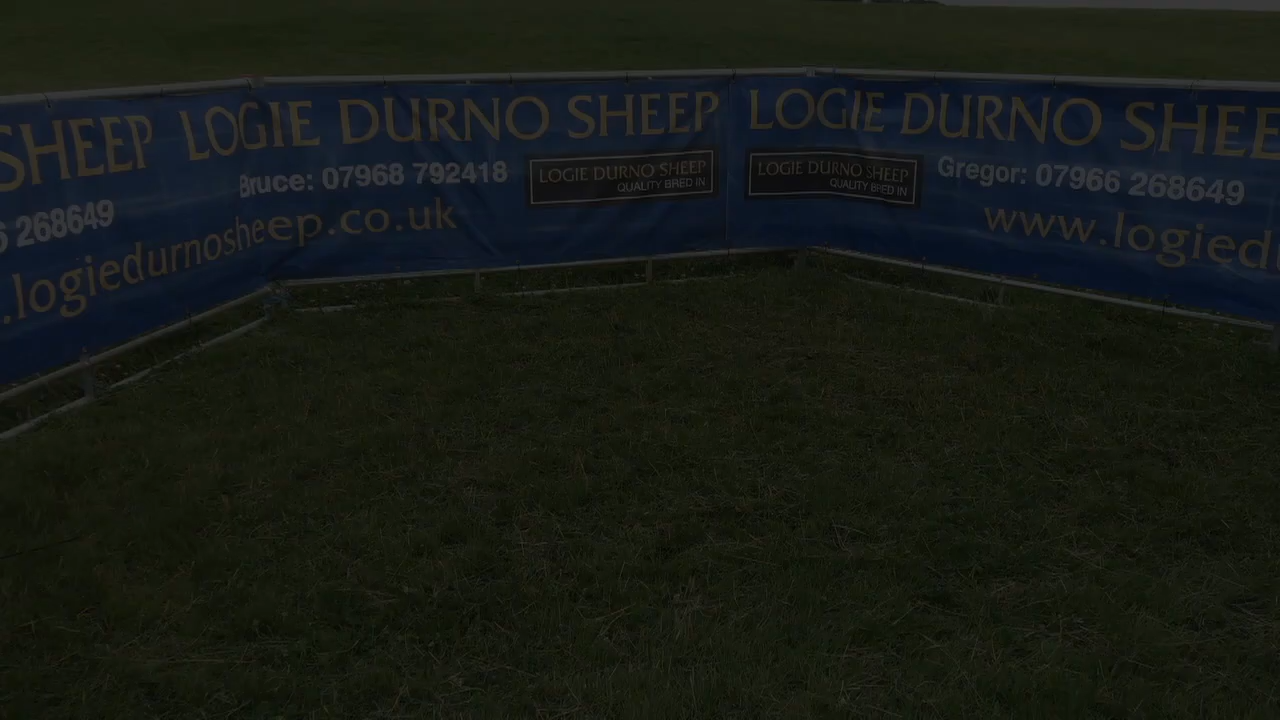 SHEEP
268649
.logiedurnosheep.co.uk
LOGIE DURNO SHEEP
Bruce: 07968 792418
LOGIE DURNO SHEEP
QUALITY BRED IN
LOGIE DURNO SHEE
LOGIE DURNO SHEEP
QUALITY BRED IN
Gregor: 07966 268649
www.logied